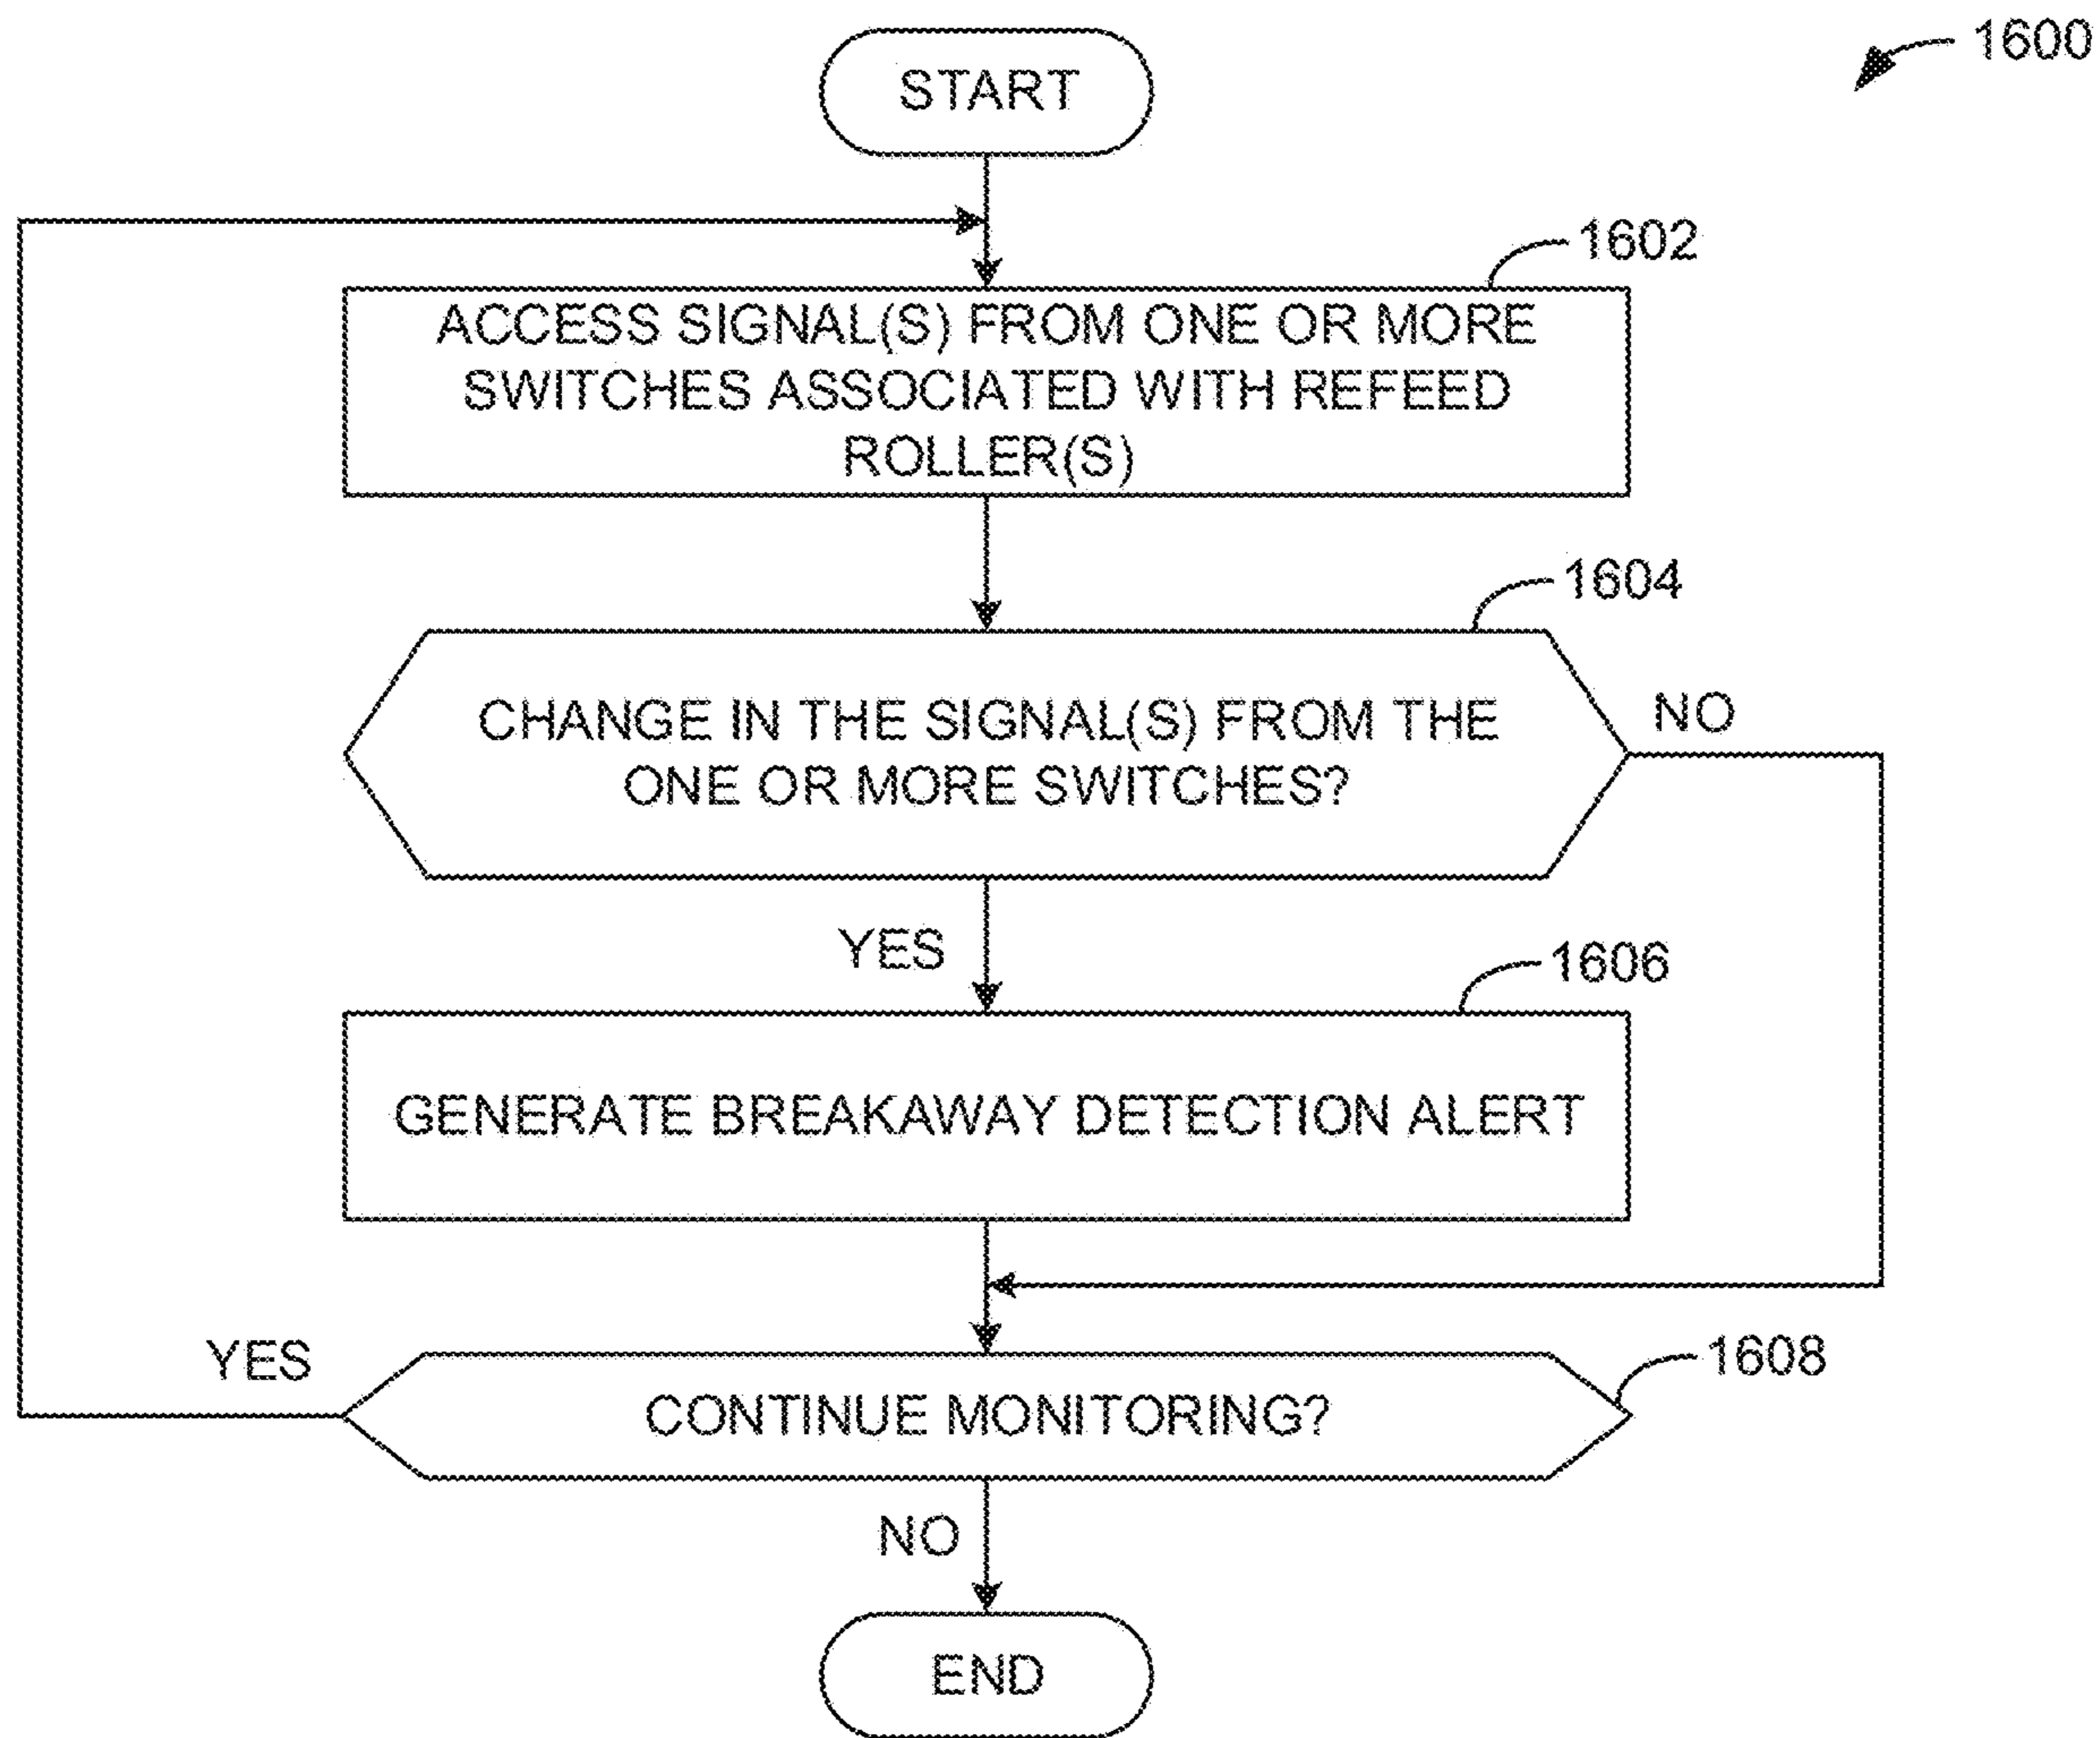 START
1600
1602
ACCESS SIGNAL(S) FROM ONE OR MORE
SWITCHES ASSOCIATED WITH REFEED
ROLLER(S)
1604
CHANGE IN THE SIGNAL(S) FROM THE
ONE OR MORE SWITCHES?
NO
YES
1606
GENERATE BREAKAWAY DETECTION ALERT
YES
1608
CONTINUE MONITORING?
NO
END